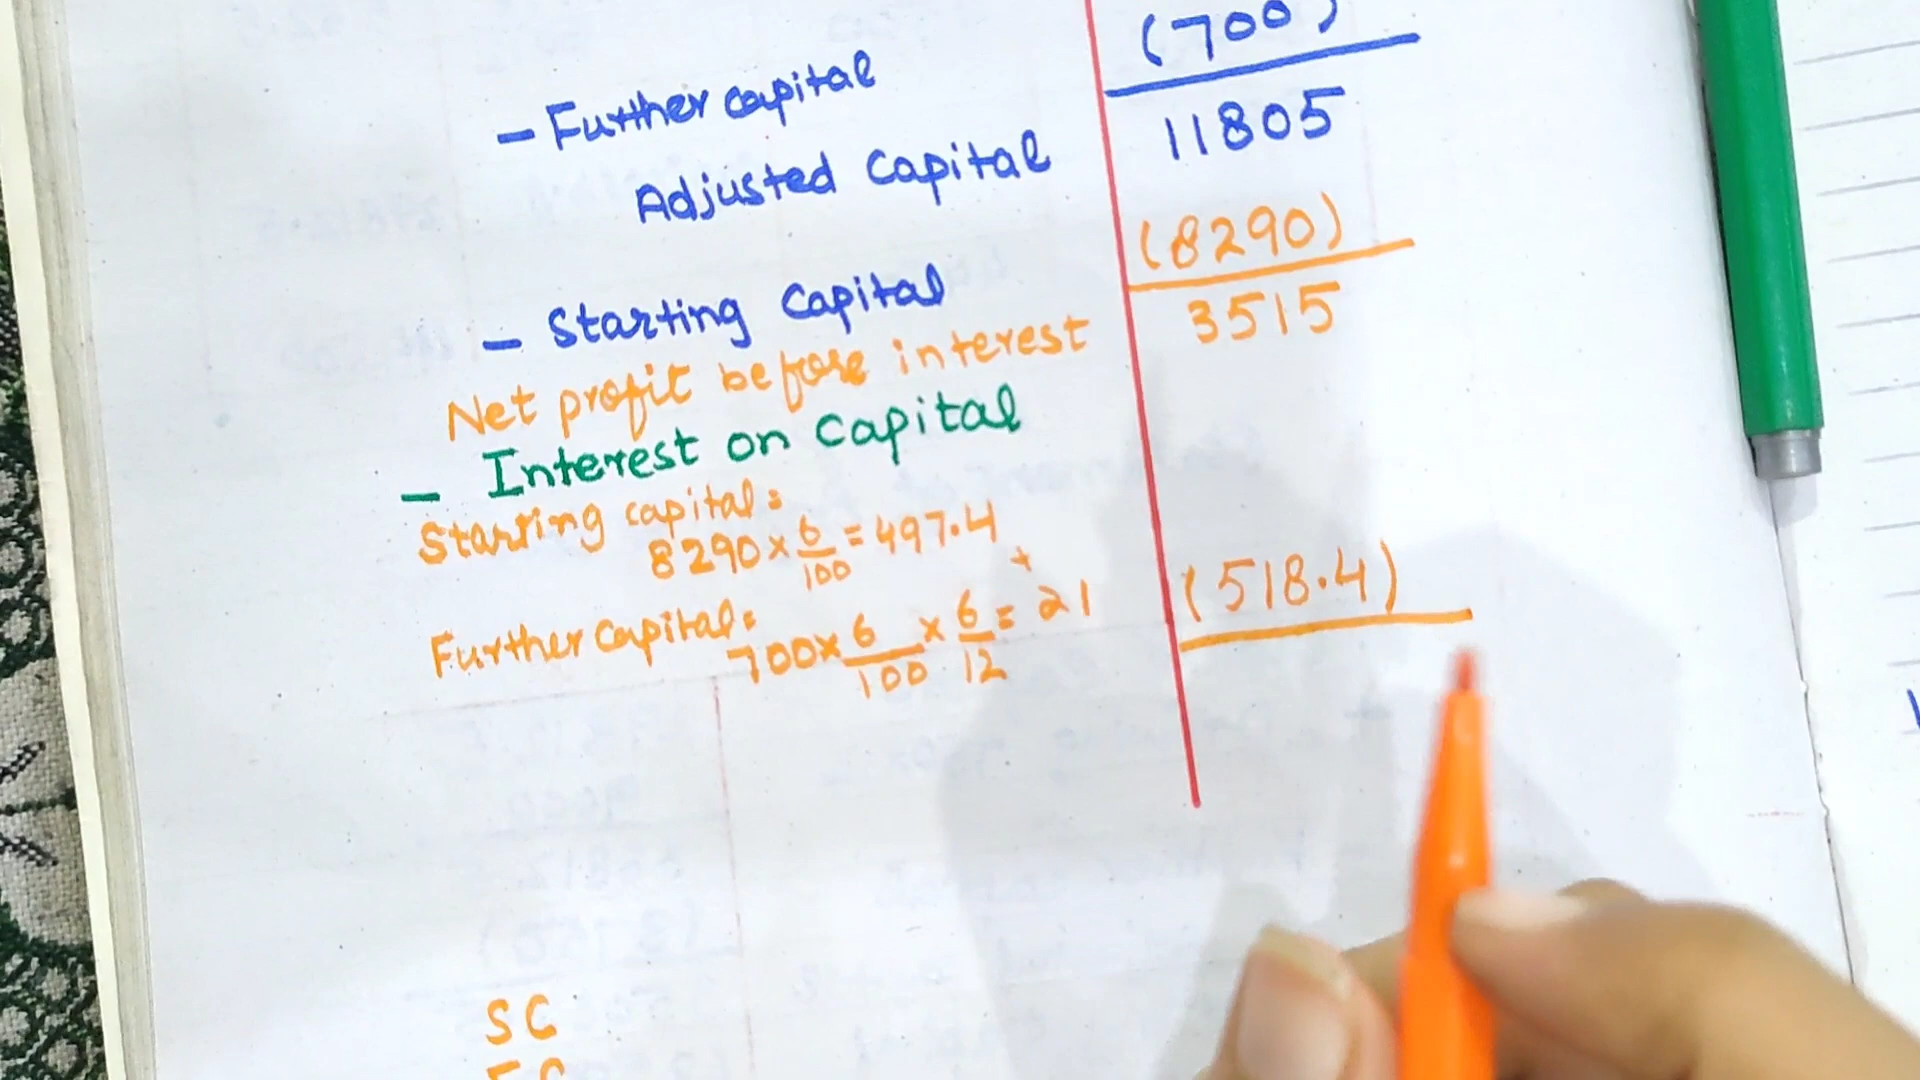 (700)
- Further capital
11805
Adjusted Capital
(8290)
- Starting Capital
3515
Net profit before interest
- Interest on Capital
Starting capital =
8290 × 6/100 = 497.4
+
(518.4)
Further Capital =
700 × 6/100 × 6/12 = 21
SC